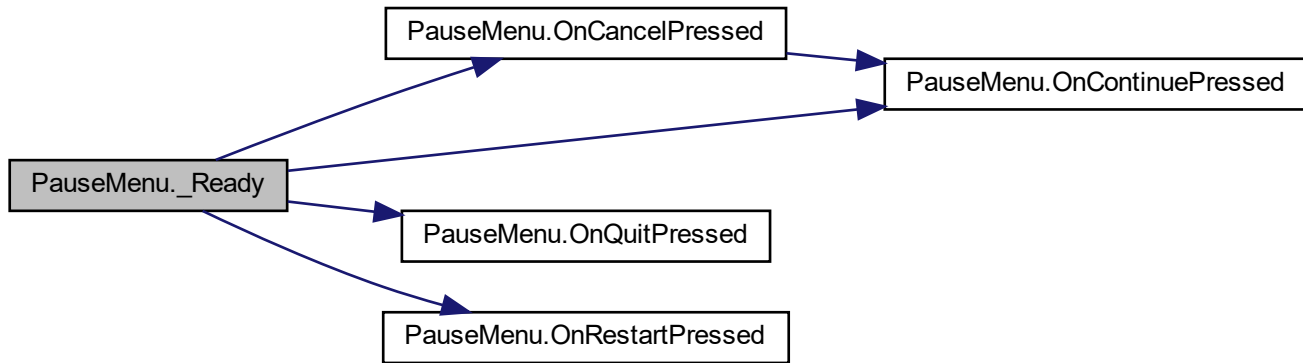 PauseMenu.OnCancelPressed
PauseMenu.OnContinuePressed
PauseMenu._Ready
PauseMenu.OnQuitPressed
PauseMenu.OnRestartPressed